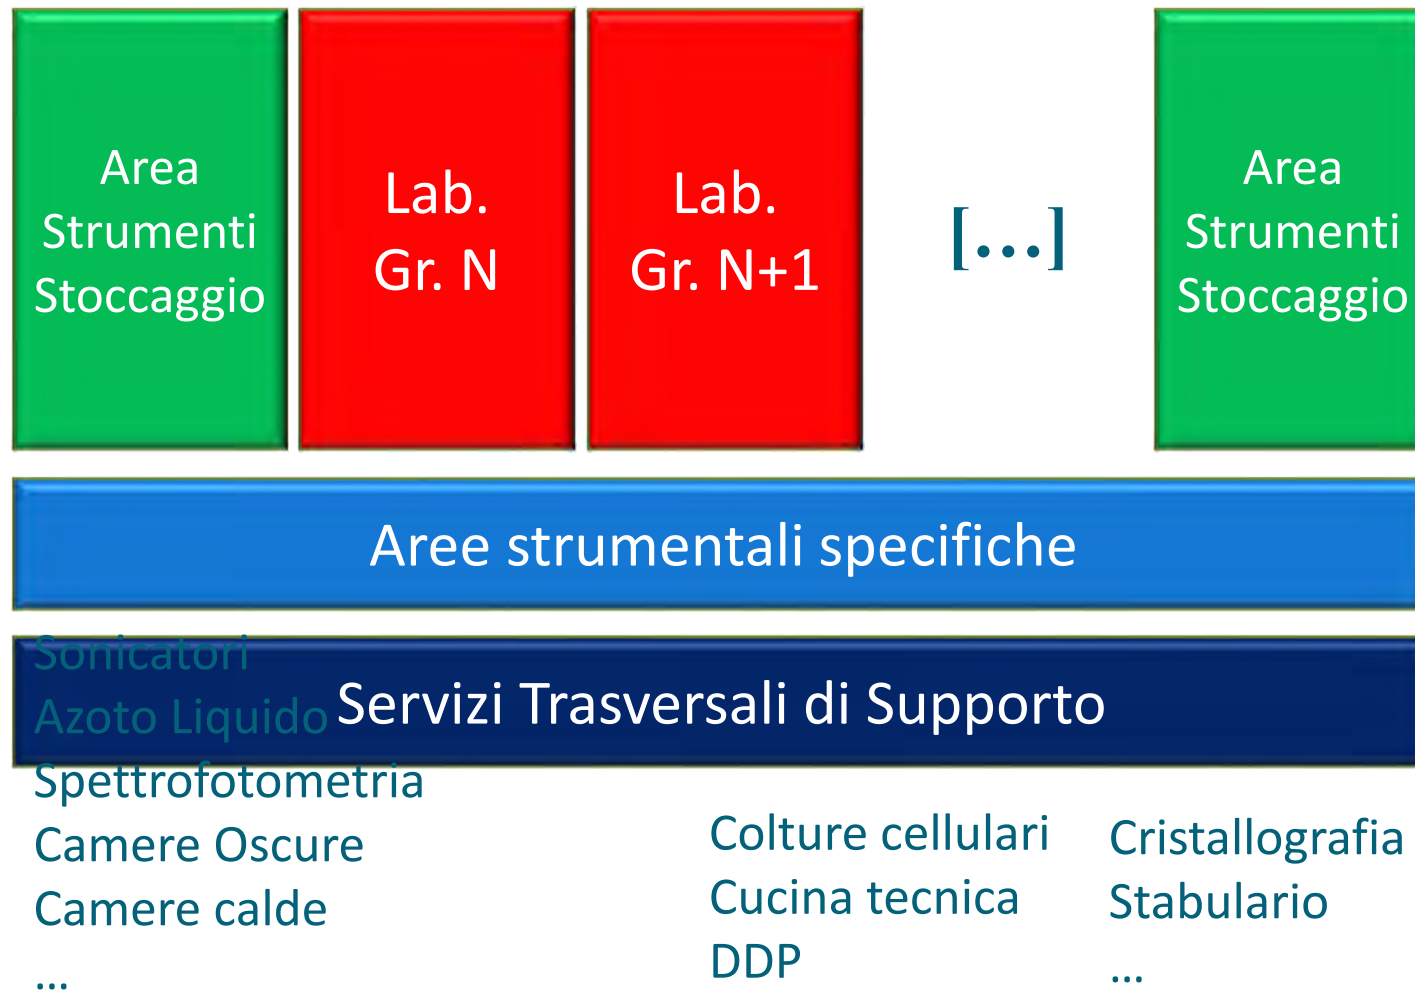 Area
Strumenti
Stoccaggio
Lab.
Gr. N
Lab.
Gr. N+1
[...]
Area
Strumenti
Stoccaggio
Aree strumentali specifiche
Servizi Trasversali di Supporto
Sonicatori
Azoto Liquido
Spettrofotometria
Camere Oscure
Camere calde
...
Colture cellulari
Cucina tecnica
DDP
Cristallografia
Stabulario
...